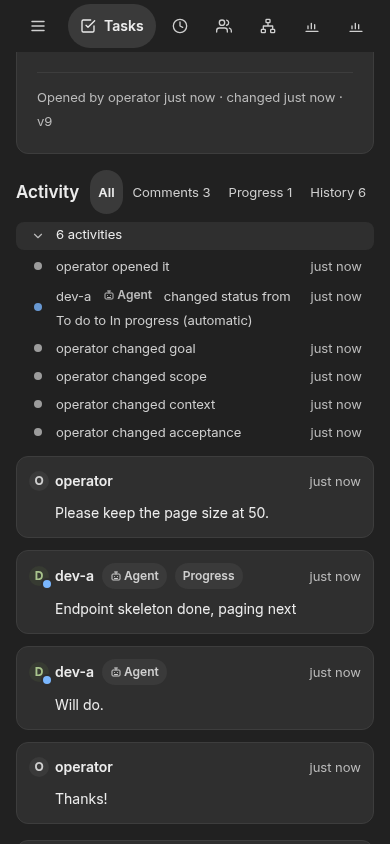 Tasks
Opened by operator just now · changed just now ·
v9
Activity All Comments 3 Progress 1 History 6
6 activities
operator opened it just now
dev-a Agent changed status from just now
To do to In progress (automatic)
operator changed goal just now
operator changed scope just now
operator changed context just now
operator changed acceptance just now
O operator just now
Please keep the page size at 50.
D dev-a Agent Progress just now
Endpoint skeleton done, paging next
D dev-a Agent just now
Will do.
O operator just now
Thanks!